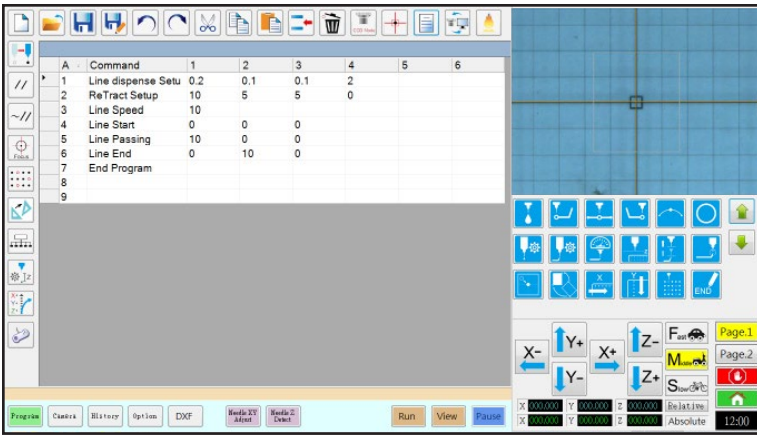 A Command 1 2 3 4 5 6
1 Line dispense Setu 0.2 0.1 0.1 2
2 ReTract Setup 10 5 5 0
3 Line Speed 10
4 Line Start 0 0 0
5 Line Passing 10 0 0
6 Line End 0 10 0
7 End Program
8
9
Focus
Z
END
X- Y+ X+ Z- Fast Page.1
Y- Z+ Middle Page.2
Slow
X 000.000 Y 000.000 Z 000.000 Relative
X 000.000 Y 000.000 Z 000.000 Absolute 12:00
Program Camera HIitory Option DXF Needle XY Adjust Needle Z Detect Run View Pause